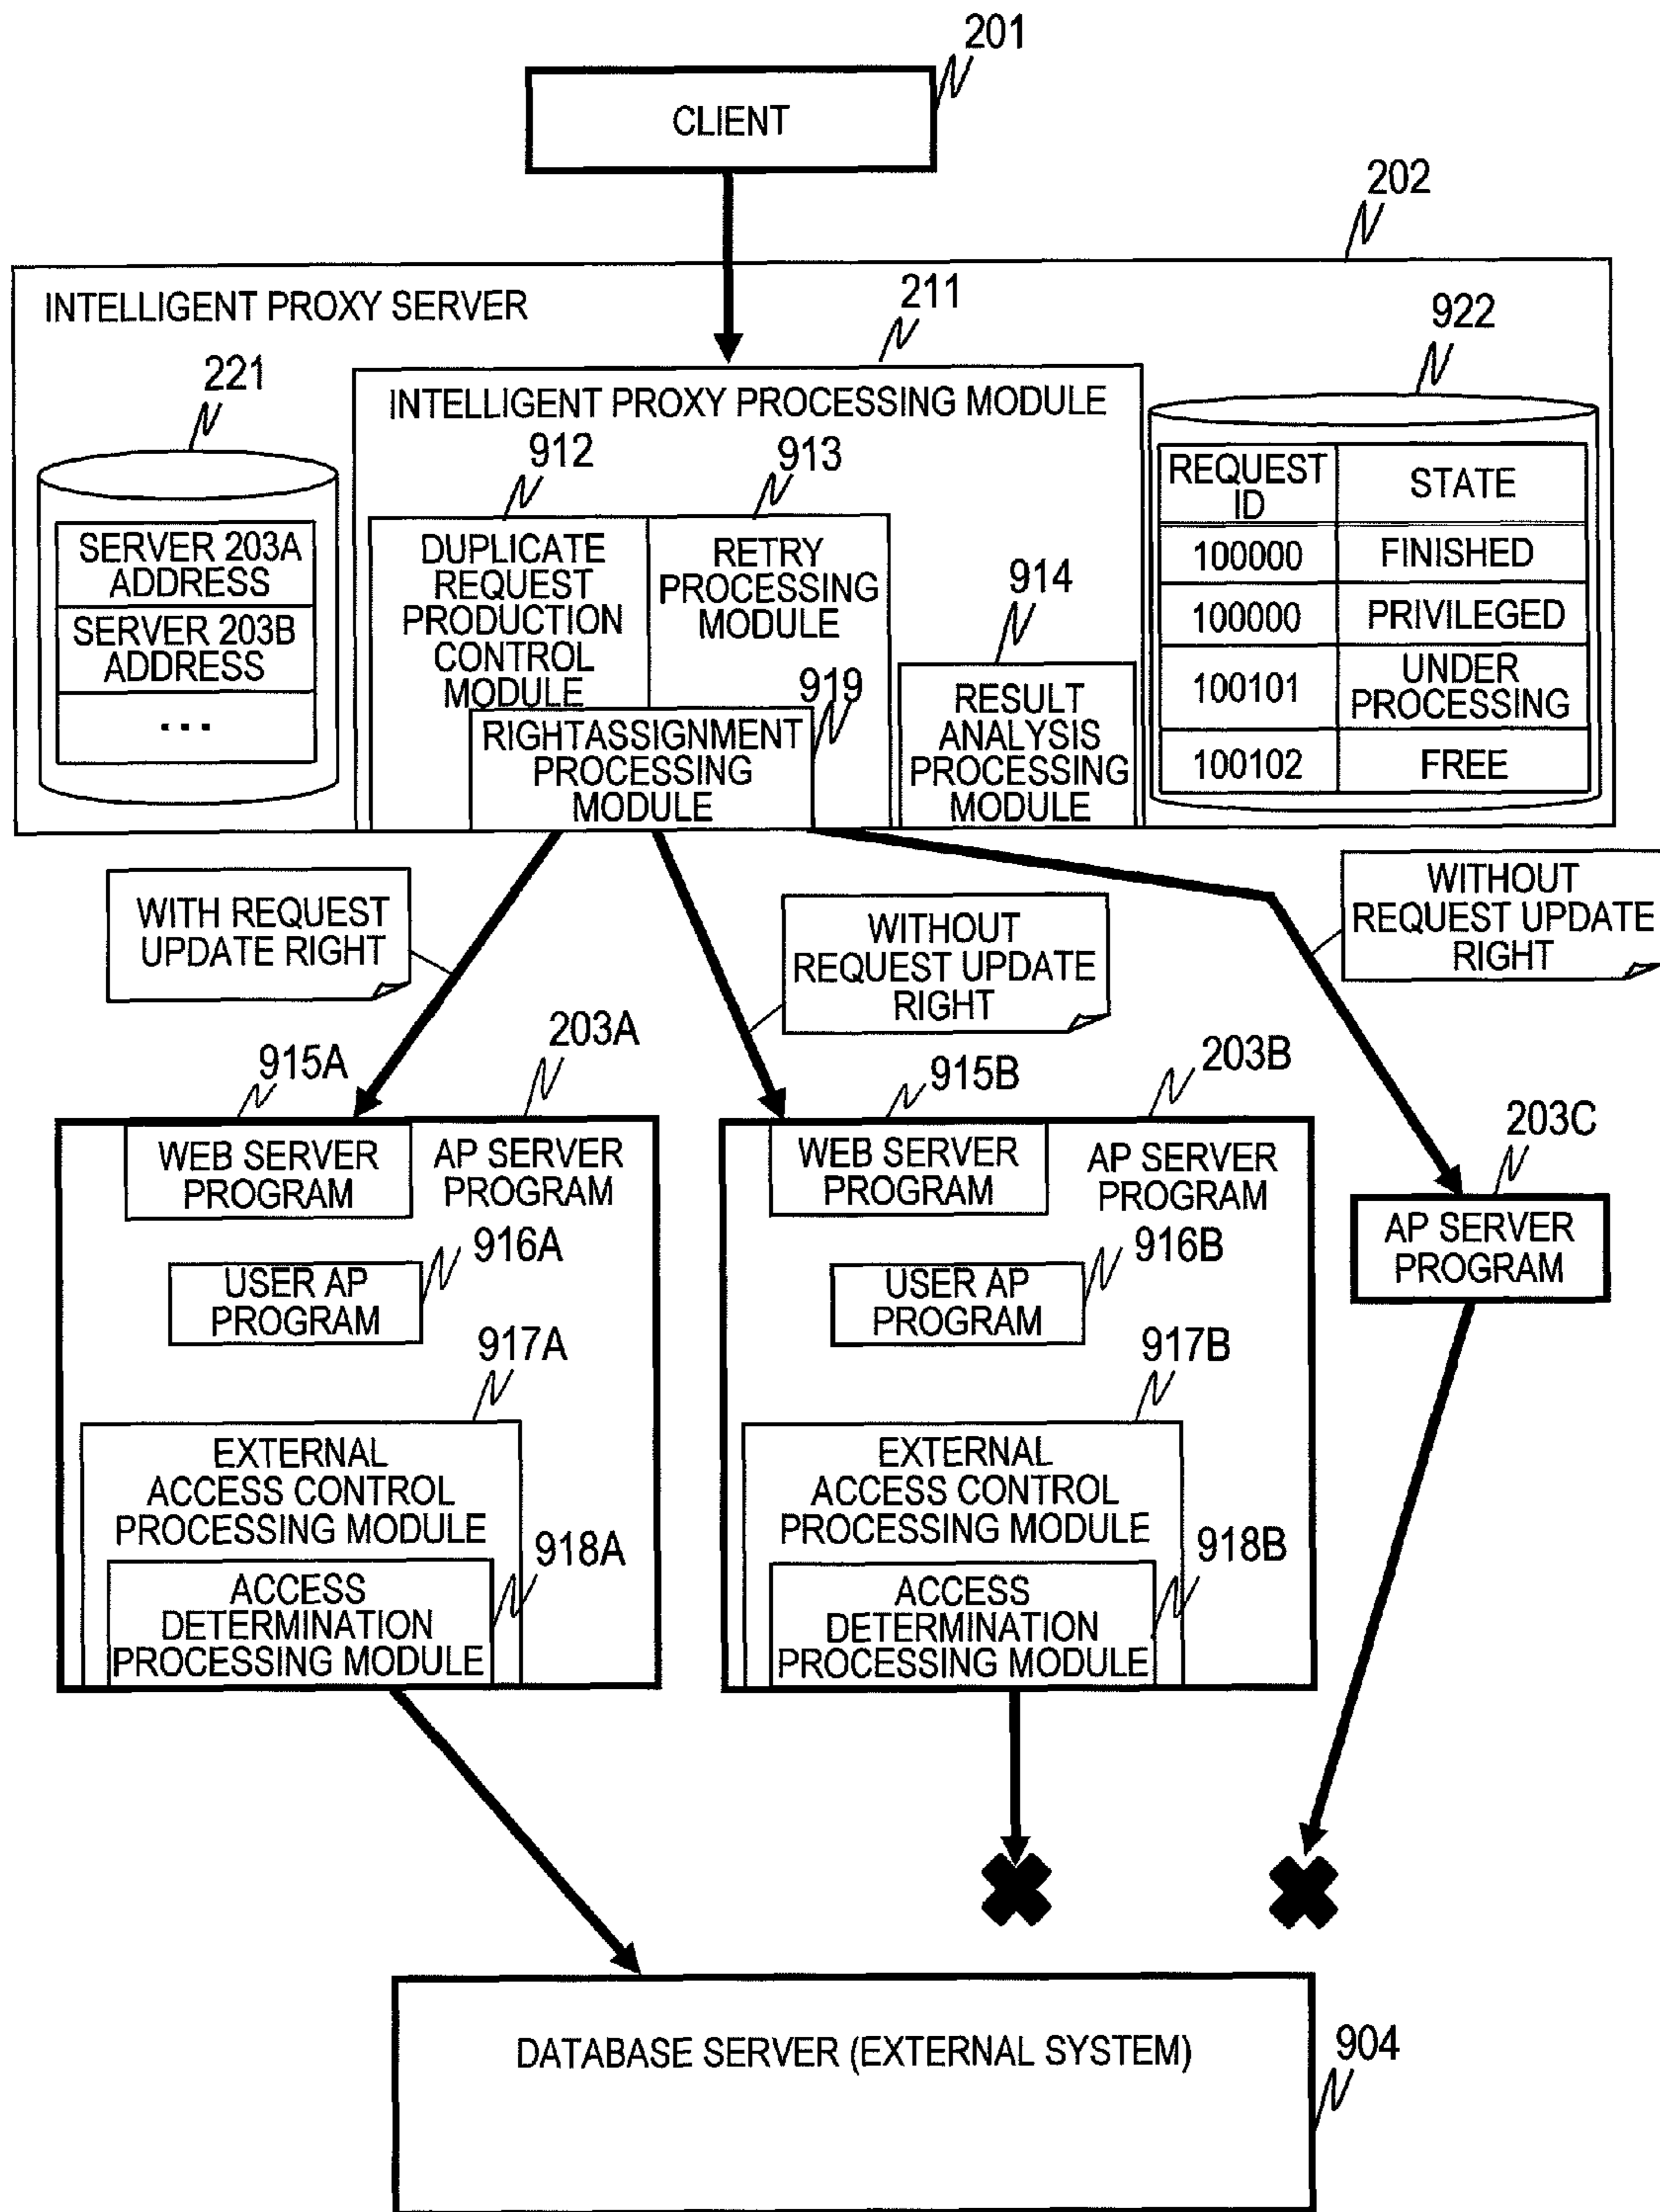 201
CLIENT
202
INTELLIGENT PROXY SERVER
211
922
221
INTELLIGENT PROXY PROCESSING MODULE
912
913
REQUEST
ID
STATE
100000
FINISHED
100000
PRIVILEGED
100101
UNDER
PROCESSING
100102
FREE
SERVER 203A
ADDRESS
SERVER 203B
ADDRESS
...
DUPLICATE
REQUEST
PRODUCTION
CONTROL
MODULE
RETRY
PROCESSING
MODULE
914
919
RESULT
ANALYSIS
PROCESSING
MODULE
RIGHTASSIGNMENT
PROCESSING
MODULE
WITH REQUEST
UPDATE RIGHT
WITHOUT
REQUEST UPDATE
RIGHT
WITHOUT
REQUEST UPDATE
RIGHT
915A
203A
915B
203B
203C
WEB SERVER
PROGRAM
AP SERVER
PROGRAM
WEB SERVER
PROGRAM
AP SERVER
PROGRAM
AP SERVER
PROGRAM
916A
USER AP
PROGRAM
916B
USER AP
PROGRAM
917A
917B
EXTERNAL
ACCESS CONTROL
PROCESSING MODULE
EXTERNAL
ACCESS CONTROL
PROCESSING MODULE
918A
918B
ACCESS
DETERMINATION
PROCESSING MODULE
ACCESS
DETERMINATION
PROCESSING MODULE
DATABASE SERVER (EXTERNAL SYSTEM)
904